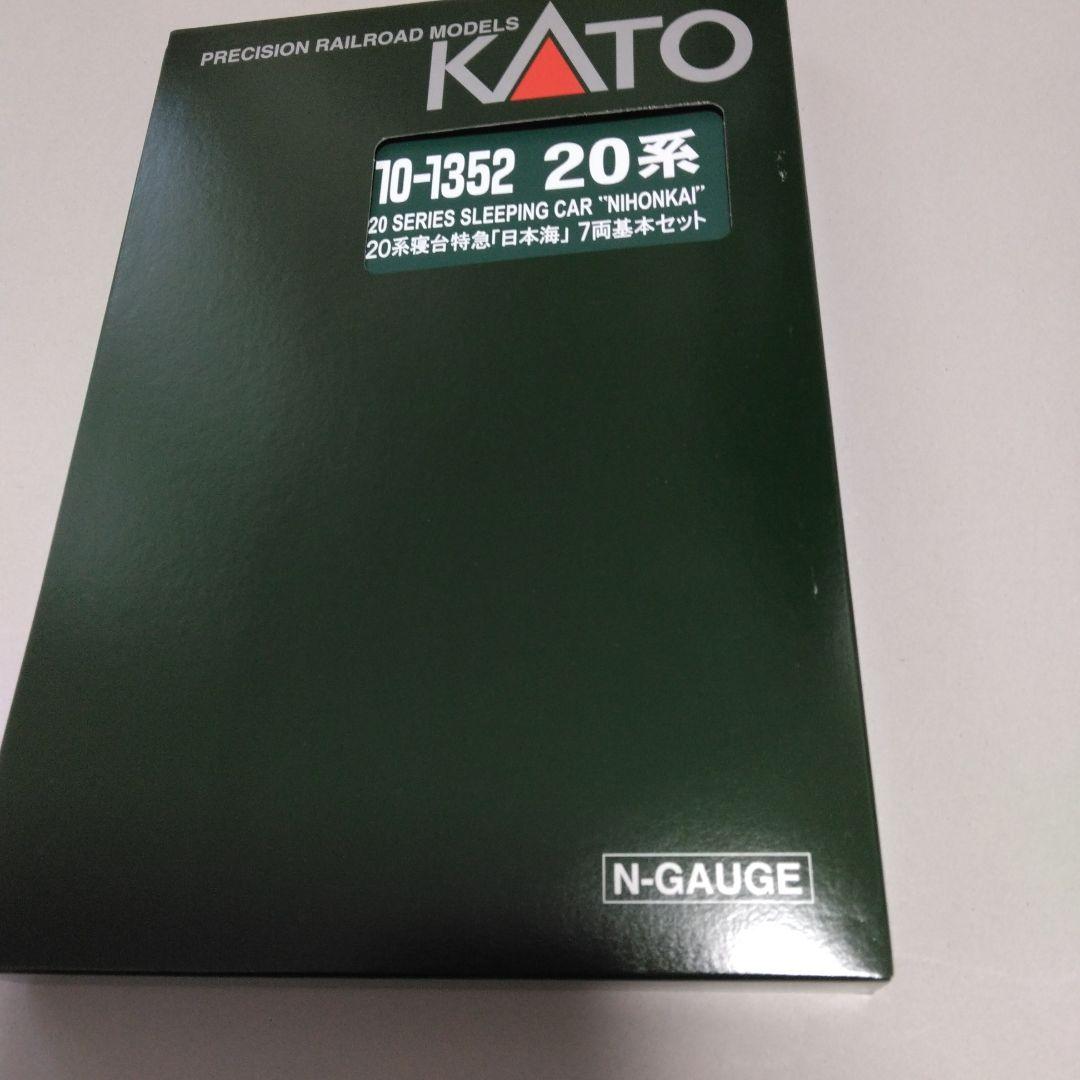 PRECISION RAILROAD MODELS
KATO
10-1352 20系
20 SERIES SLEEPING CAR "NIHONKAI"
20系寝台特急「日本海」7両基本セット
N-GAUGE